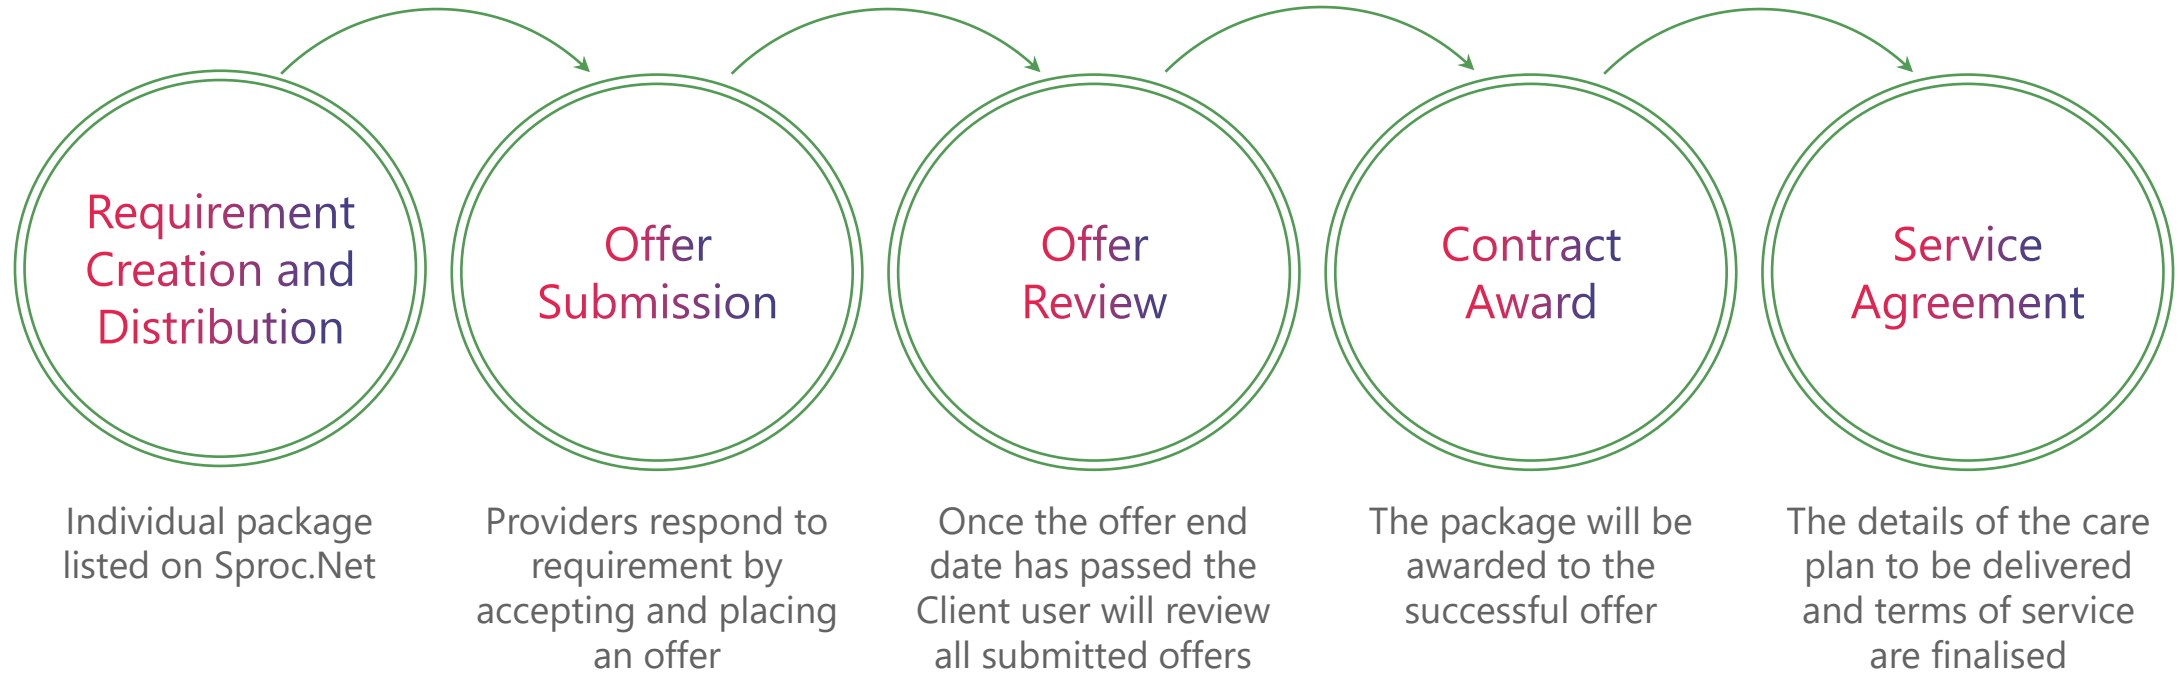 Requirement
Creation and
Distribution
Offer
Submission
Offer
Review
Contract
Award
Service
Agreement
Individual package
listed on Sproc.Net
Providers respond to
requirement by
accepting and placing
an offer
Once the offer end
date has passed the
Client user will review
all submitted offers
The package will be
awarded to the
successful offer
The details of the care
plan to be delivered
and terms of service
are finalised